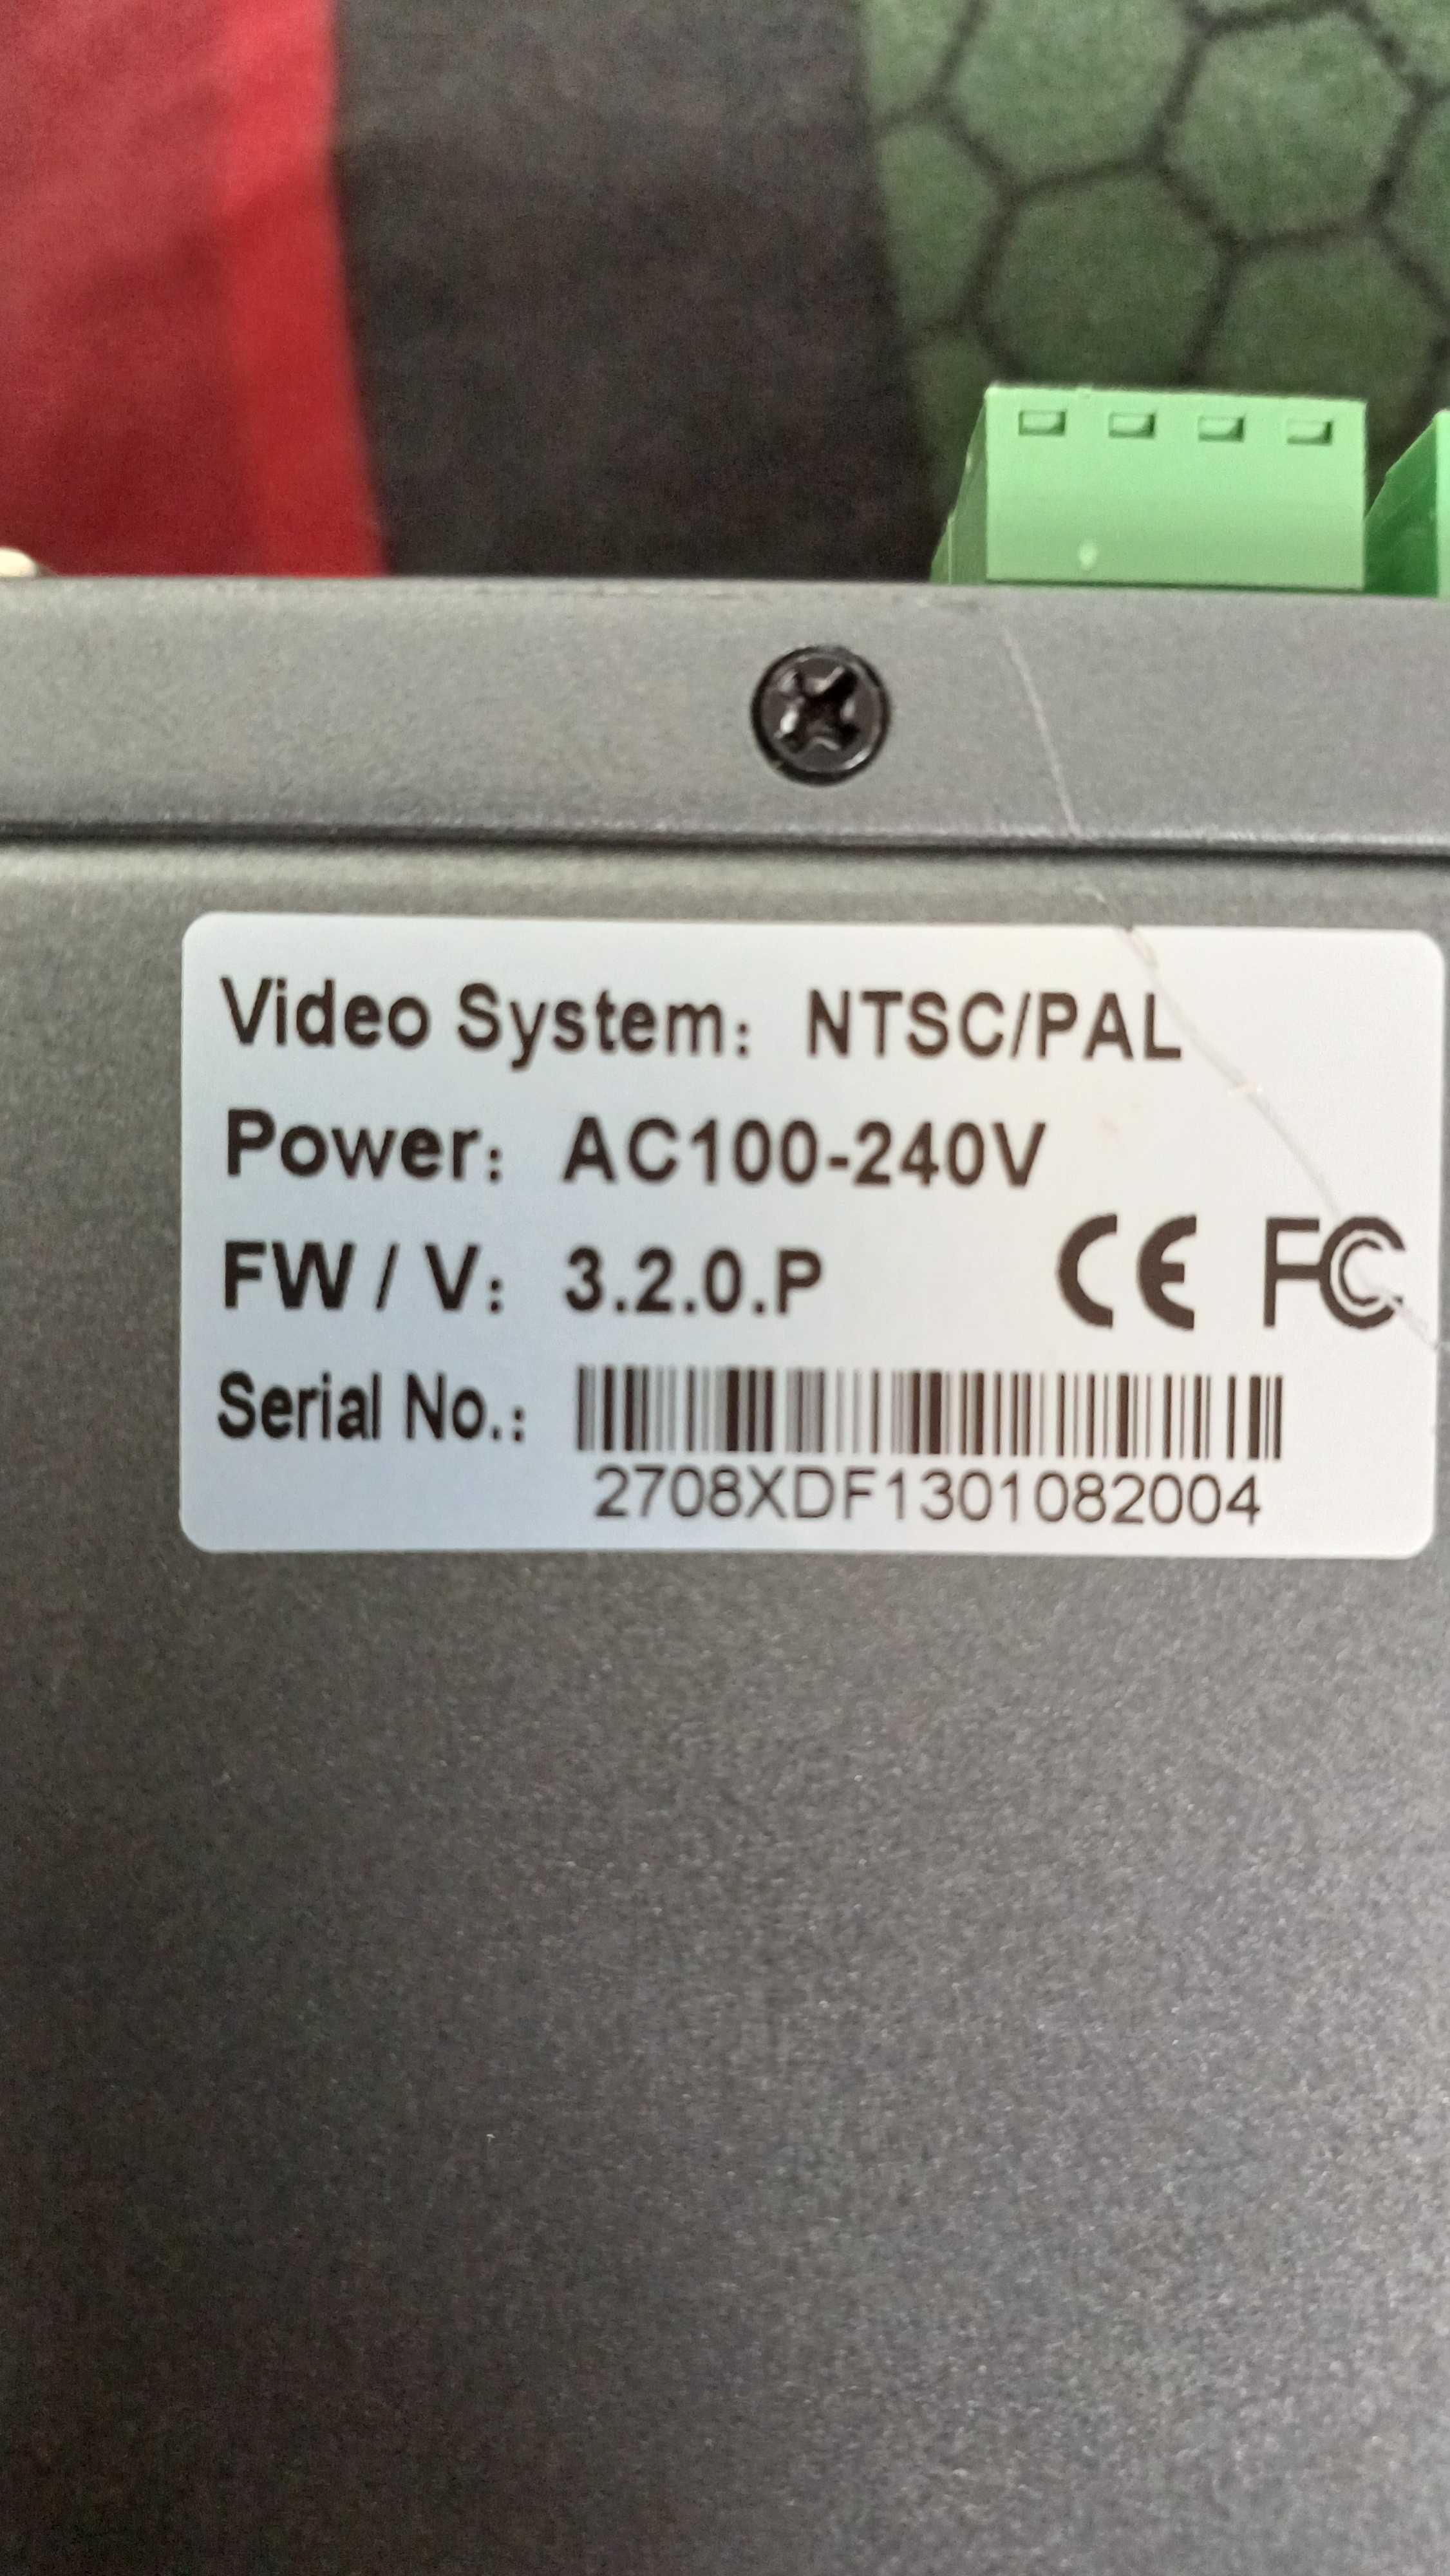 Video System: NTSC/PAL
Power: AC100-240V
FW / V: 3.2.0.P CE FC
Serial No.:
2708XDF1301082004